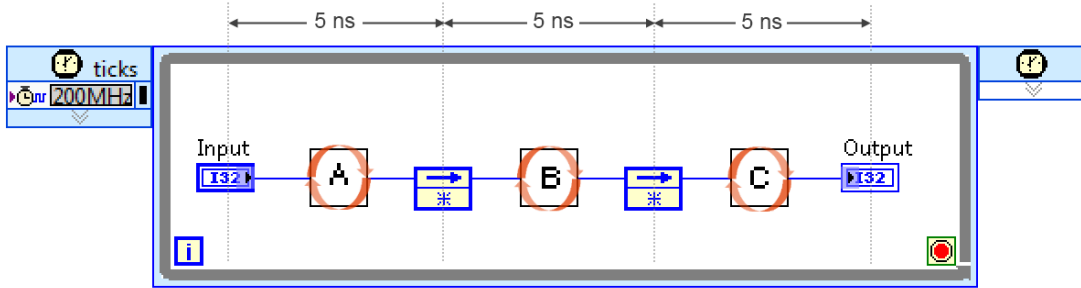 5 ns 5 ns 5 ns
ticks
200MHz
Input Output
I32 A B C I32
i